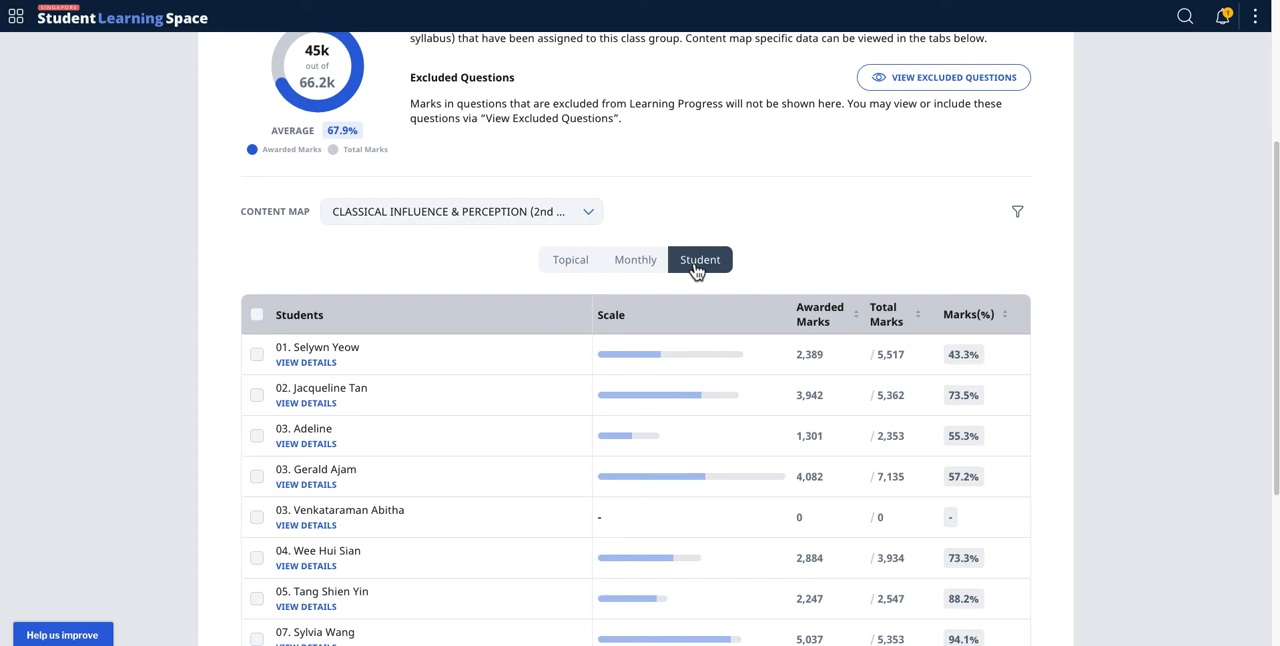 SINGAPORE
Student Learning Space
1
45k
out of
66.2k
AVERAGE 67.9%
Awarded Marks Total Marks
syllabus) that have been assigned to this class group. Content map specific data can be viewed in the tabs below.
Excluded Questions
VIEW EXCLUDED QUESTIONS
Marks in questions that are excluded from Learning Progress will not be shown here. You may view or include these
questions via “View Excluded Questions”.
CONTENT MAP CLASSICAL INFLUENCE & PERCEPTION (2nd ...
Topical Monthly Student
Students Scale Awarded Marks Total Marks Marks(%)
01. Selywn Yeow 2,389 / 5,517 43.3%
VIEW DETAILS
02. Jacqueline Tan 3,942 / 5,362 73.5%
VIEW DETAILS
03. Adeline 1,301 / 2,353 55.3%
VIEW DETAILS
03. Gerald Ajam 4,082 / 7,135 57.2%
VIEW DETAILS
03. Venkataraman Abitha - 0 / 0 -
VIEW DETAILS
04. Wee Hui Sian 2,884 / 3,934 73.3%
VIEW DETAILS
05. Tang Shien Yin 2,247 / 2,547 88.2%
VIEW DETAILS
07. Sylvia Wang 5,037 / 5,353 94.1%
VIEW DETAILS
Help us improve